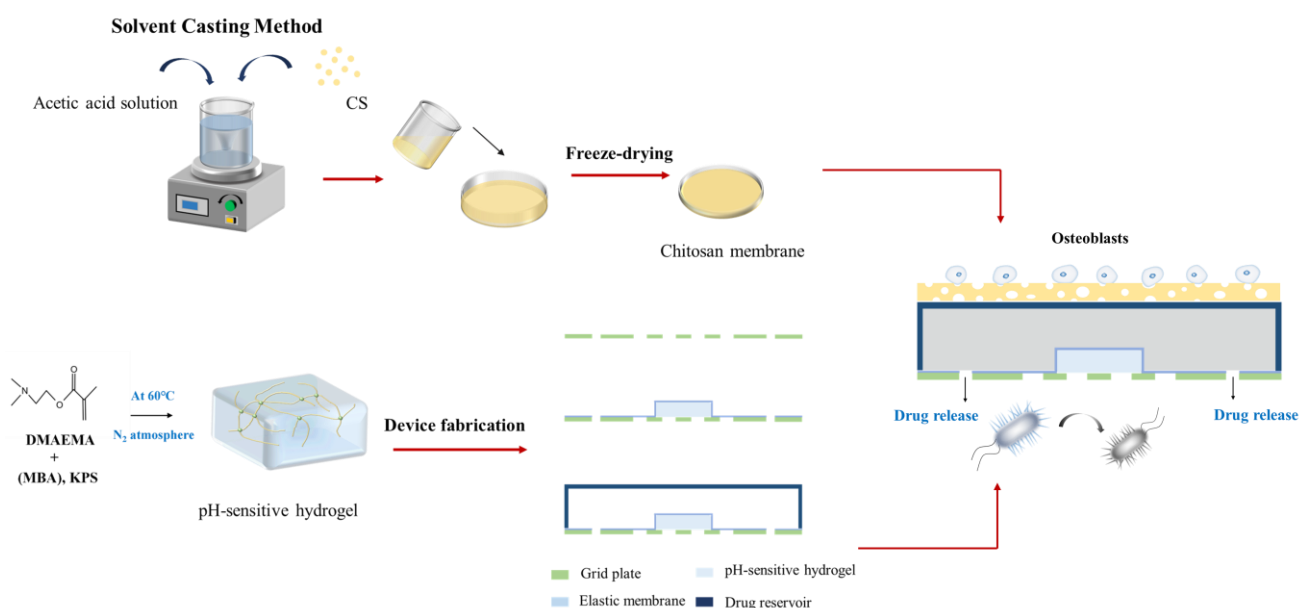 Solvent Casting Method
Acetic acid solution
CS
Freeze-drying
Chitosan membrane
Osteoblasts
N
O
O
DMAEMA
+
(MBA), KPS
At 60℃
N₂ atmosphere
pH-sensitive hydrogel
Device fabrication
Drug release
Drug release
Grid plate
pH-sensitive hydrogel
Elastic membrane
Drug reservoir